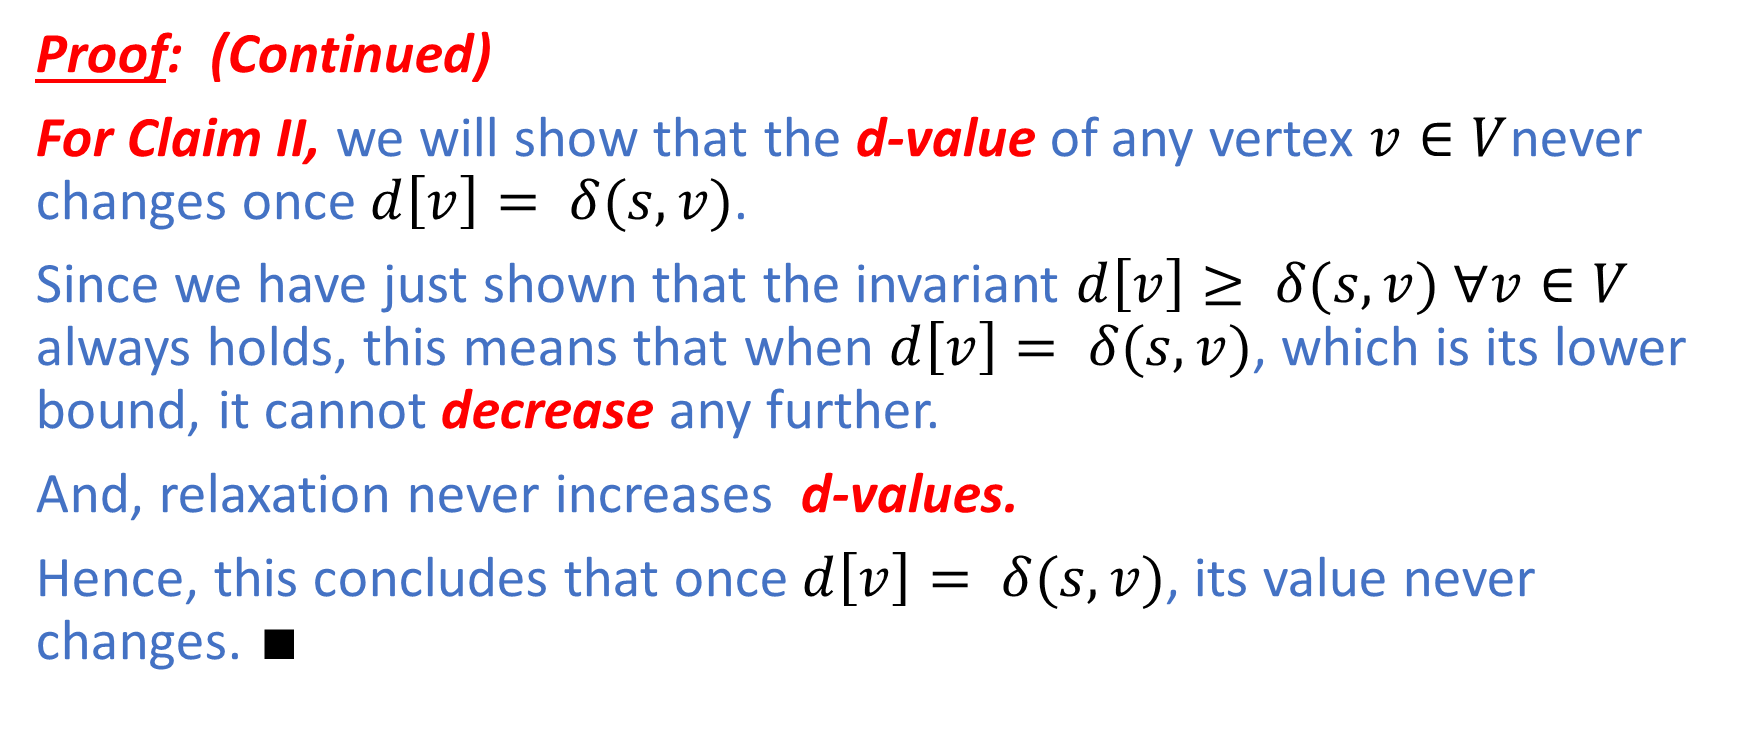 Proof: (Continued)
For Claim II, we will show that the d-value of any vertex 𝑣 ∈ 𝑉 never
changes once 𝑑[𝑣] = 𝛿(𝑠, 𝑣).
Since we have just shown that the invariant 𝑑[𝑣] ≥ 𝛿(𝑠, 𝑣) ∀𝑣 ∈ 𝑉
always holds, this means that when 𝑑[𝑣] = 𝛿(𝑠, 𝑣), which is its lower
bound, it cannot decrease any further.
And, relaxation never increases d-values.
Hence, this concludes that once 𝑑[𝑣] = 𝛿(𝑠, 𝑣), its value never
changes. ■